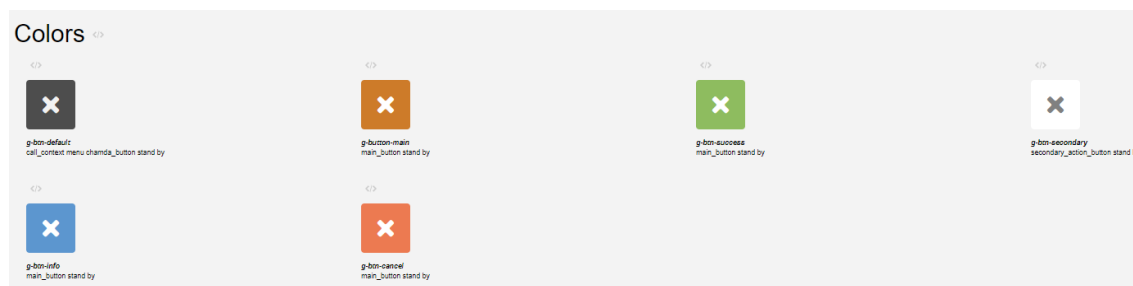 Colors </>
</> </> </> </>
g-btn-default g-button-main g-btn-success g-btn-secondary
call_context menu chamda_button stand by main_button stand by main_button stand by secondary_action_button stand
</> </>
g-btn-info g-btn-cancel
main_button stand by main_button stand by